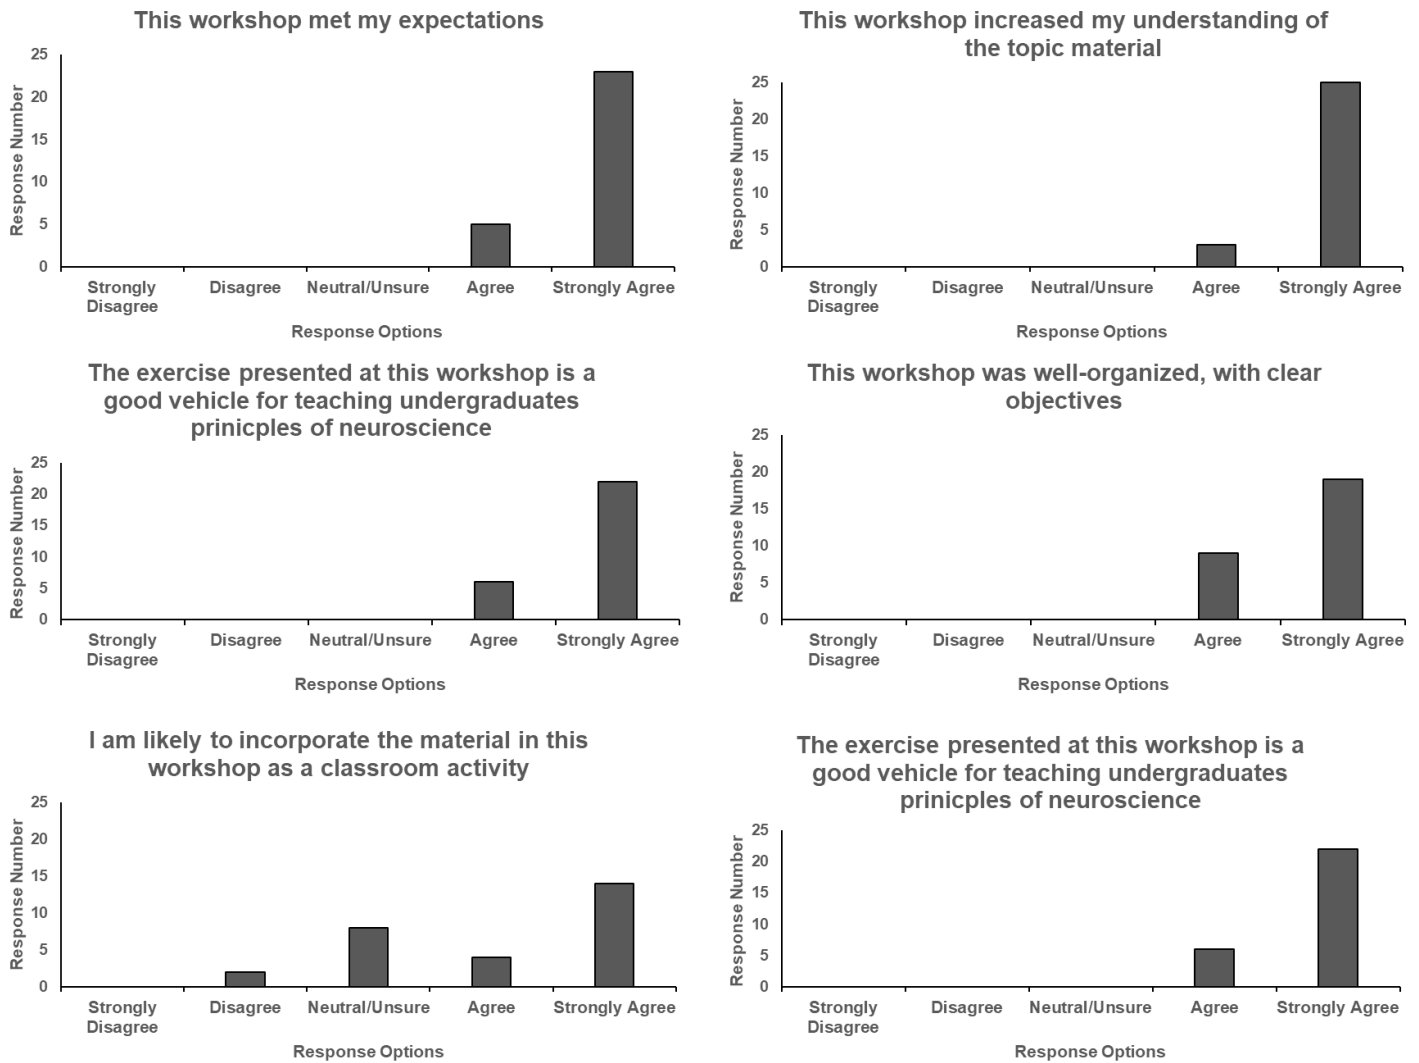 This workshop met my expectations
25
20
15
10
5
0
Response Number
Strongly Disagree
Disagree
Neutral/Unsure
Agree
Strongly Agree
Response Options
This workshop increased my understanding of
the topic material
25
20
15
10
5
0
Response Number
Strongly Disagree
Disagree
Neutral/Unsure
Agree
Strongly Agree
Response Options
The exercise presented at this workshop is a
good vehicle for teaching undergraduates
prinicples of neuroscience
25
20
15
10
5
0
Response Number
Strongly Disagree
Disagree
Neutral/Unsure
Agree
Strongly Agree
Response Options
This workshop was well-organized, with clear
objectives
25
20
15
10
5
0
Response Number
Strongly Disagree
Disagree
Neutral/Unsure
Agree
Strongly Agree
Response Options
I am likely to incorporate the material in this
workshop as a classroom activity
25
20
15
10
5
0
Response Number
Strongly Disagree
Disagree
Neutral/Unsure
Agree
Strongly Agree
Response Options
The exercise presented at this workshop is a
good vehicle for teaching undergraduates
prinicples of neuroscience
25
20
15
10
5
0
Response Number
Strongly Disagree
Disagree
Neutral/Unsure
Agree
Strongly Agree
Response Options